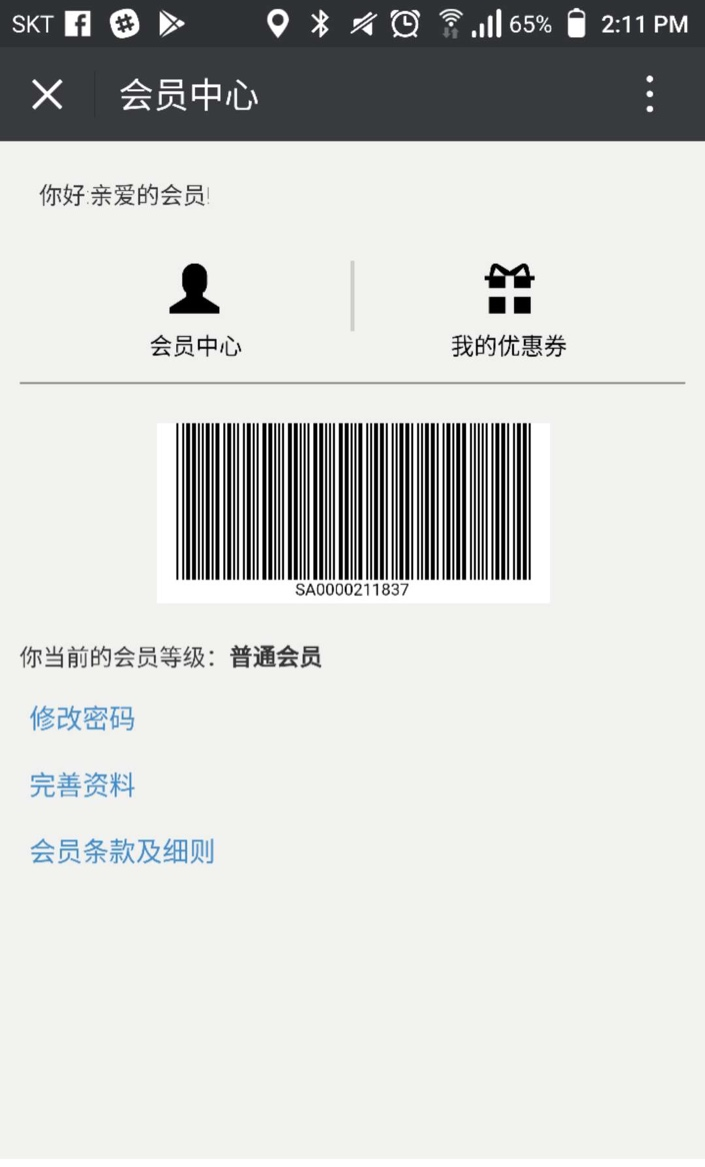 SKT 65% 2:11 PM
会员中心
你好:亲爱的会员!
会员中心 我的优惠券
SA0000211837
你当前的会员等级：普通会员
修改密码
完善资料
会员条款及细则